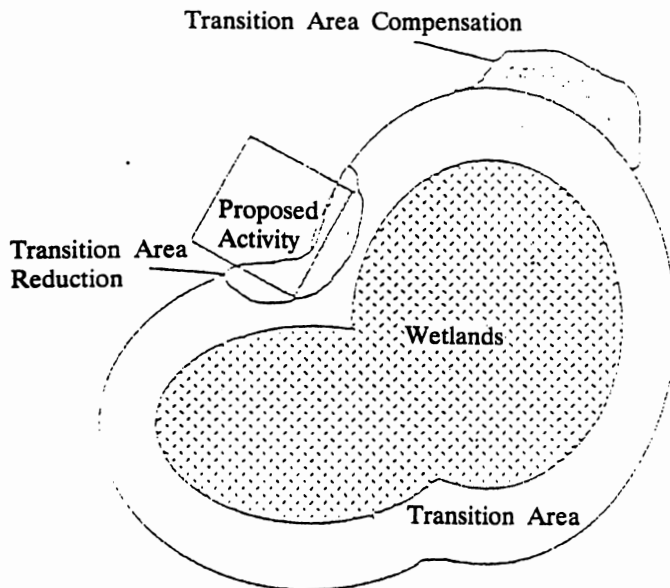 Transition Area Compensation
Proposed
Activity
Transition Area
Reduction
Wetlands
Transition Area